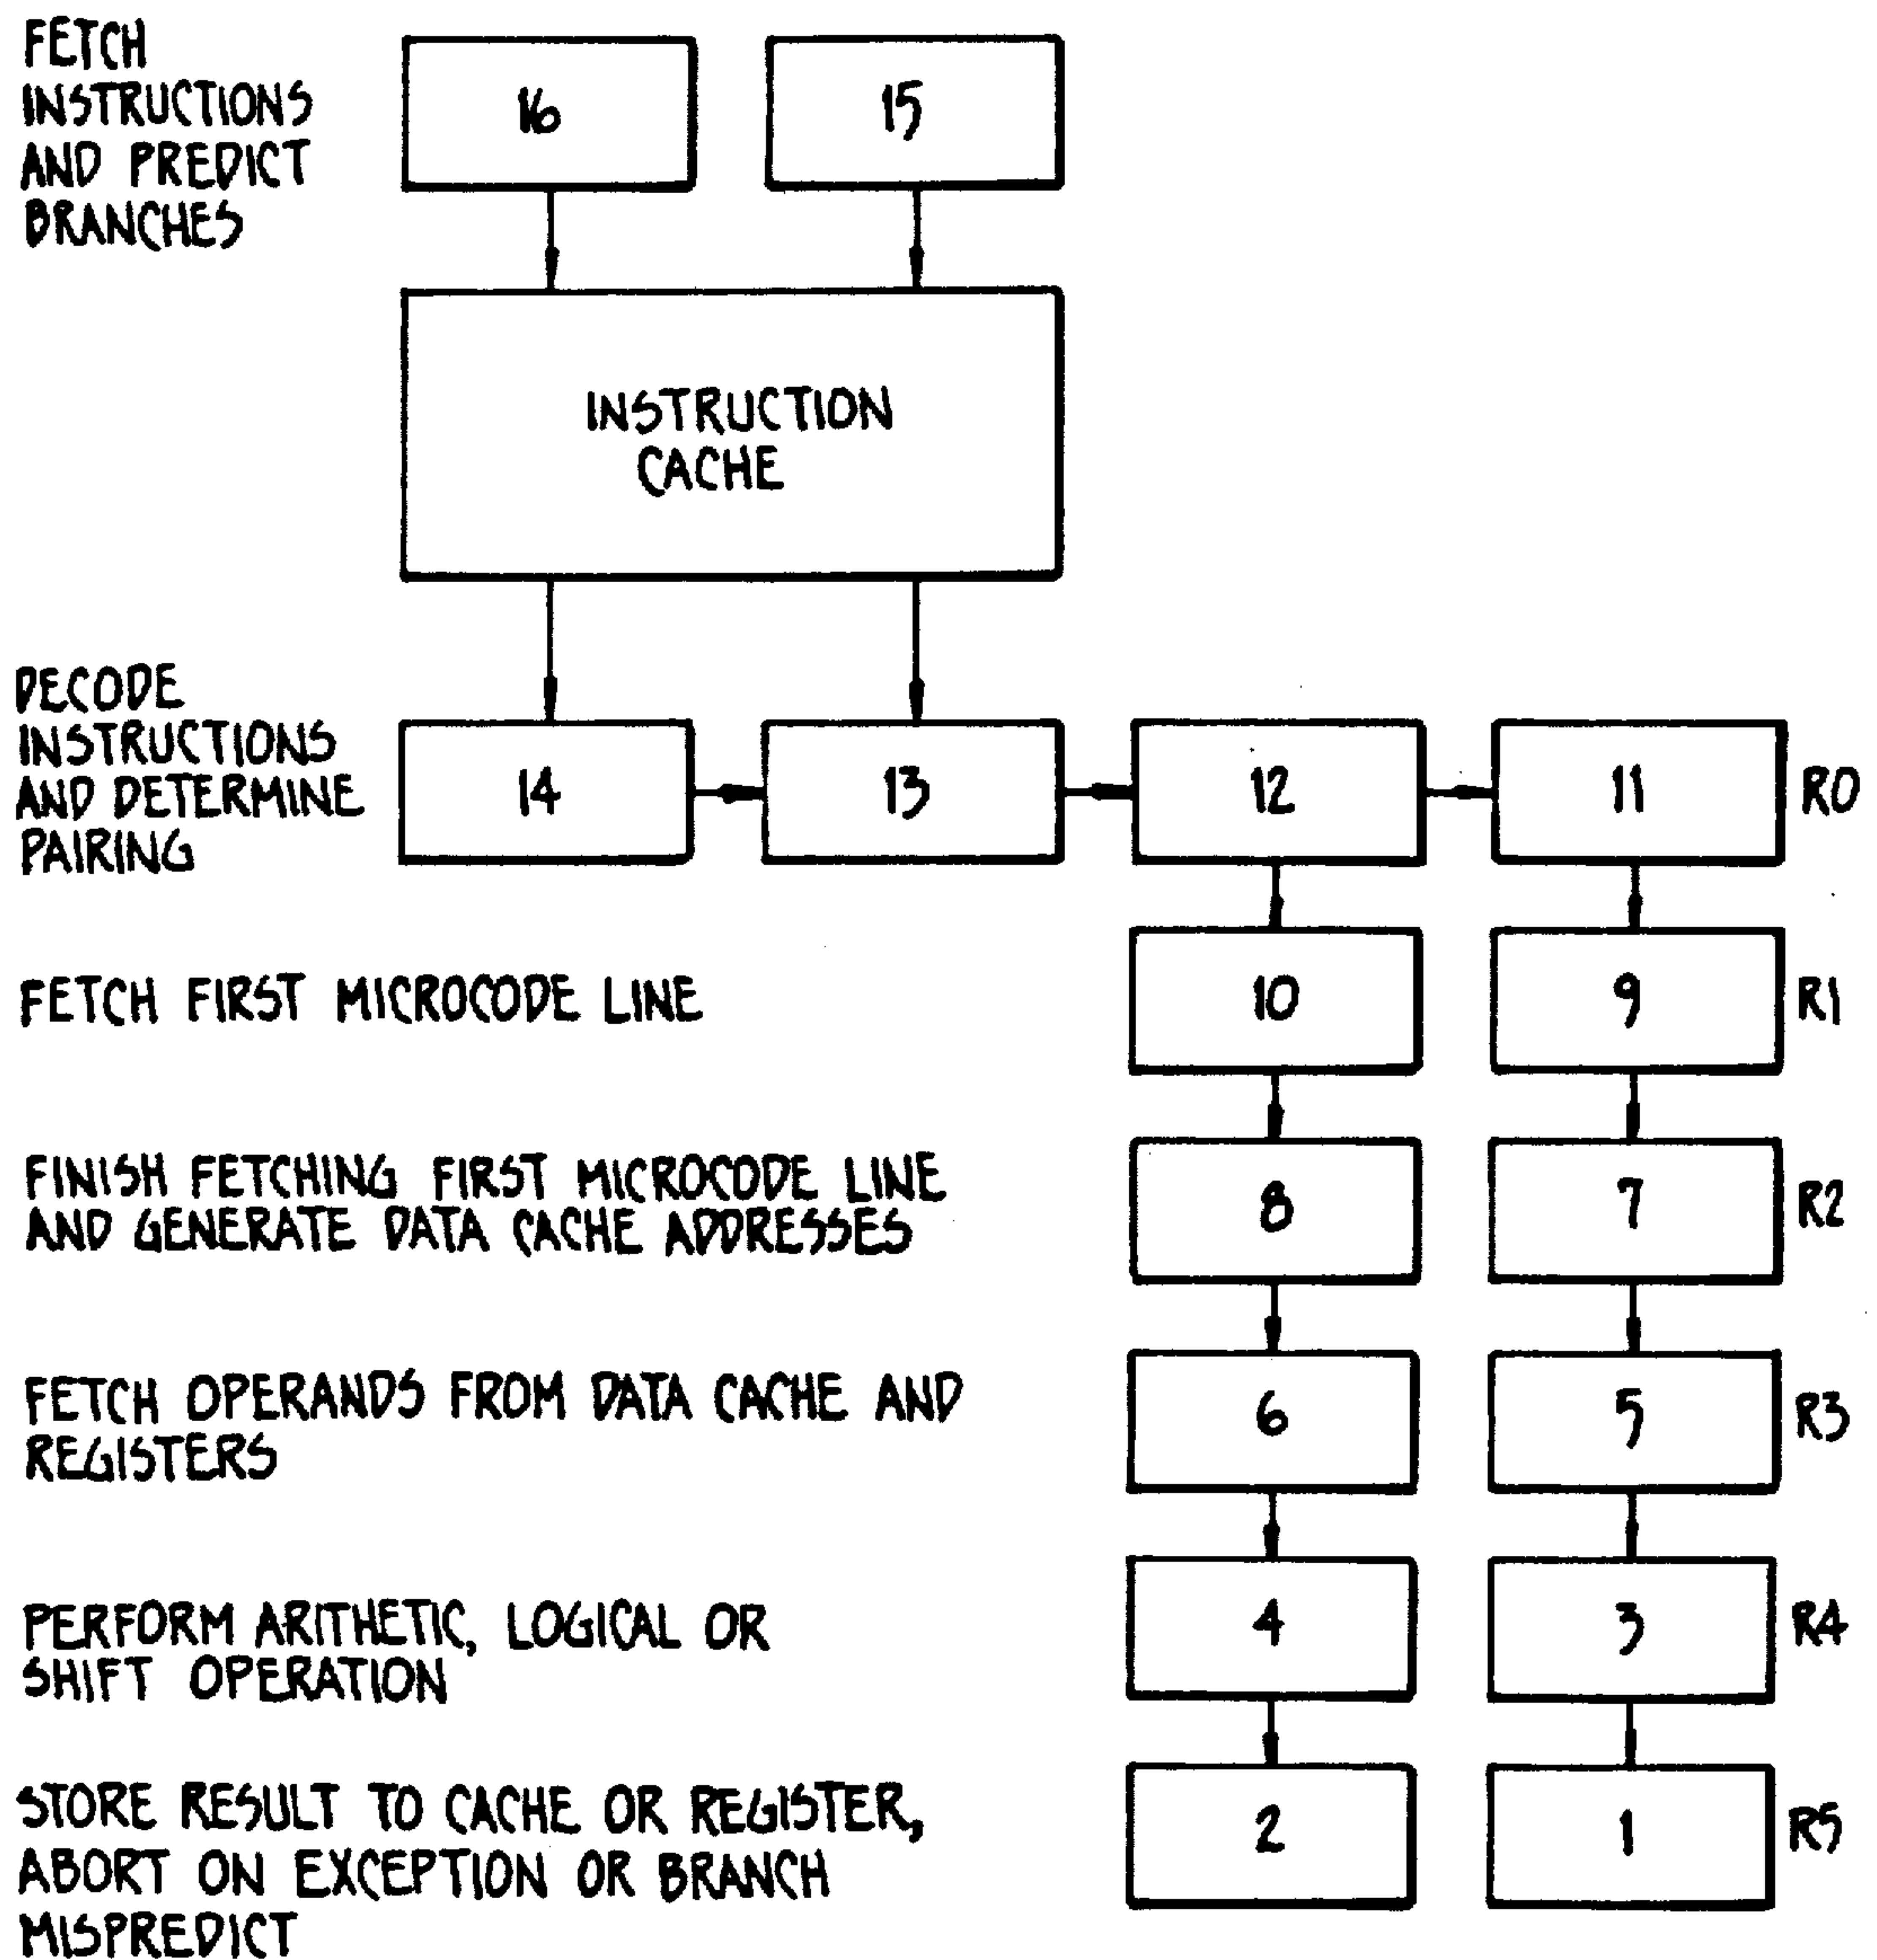 FETCH
INSTRUCTIONS
AND PREDICT
BRANCHES
16
15
INSTRUCTION
CACHE
DECODE
INSTRUCTIONS
AND DETERMINE
PAIRING
14
13
12
11
R0
FETCH FIRST MICROCODE LINE
10
9
R1
FINISH FETCHING FIRST MICROCODE LINE
AND GENERATE DATA CACHE ADDRESSES
8
7
R2
FETCH OPERANDS FROM DATA CACHE AND
REGISTERS
6
5
R3
PERFORM ARITHETIC, LOGICAL OR
SHIFT OPERATION
4
3
R4
STORE RESULT TO CACHE OR REGISTER,
ABORT ON EXCEPTION OR BRANCH
MISPREDICT
2
1
R5